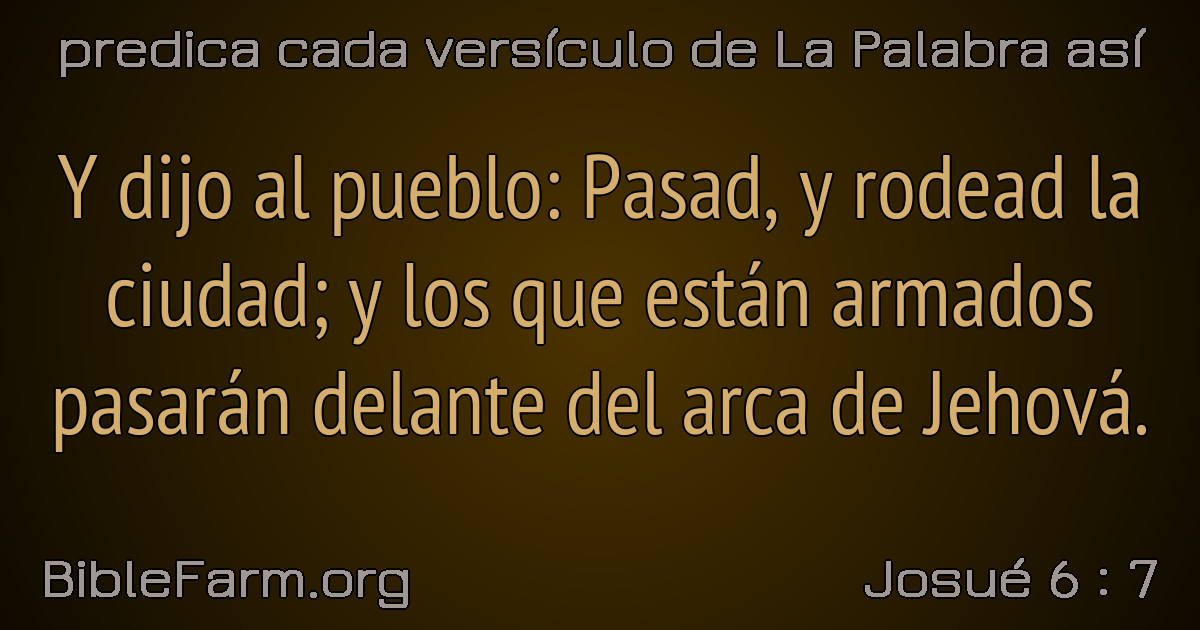 predica cada versículo de La Palabra así
Y dijo al pueblo: Pasad, y rodead la
ciudad; y los que están armados
pasarán delante del arca de Jehová.
BibleFarm.org
Josué 6 : 7